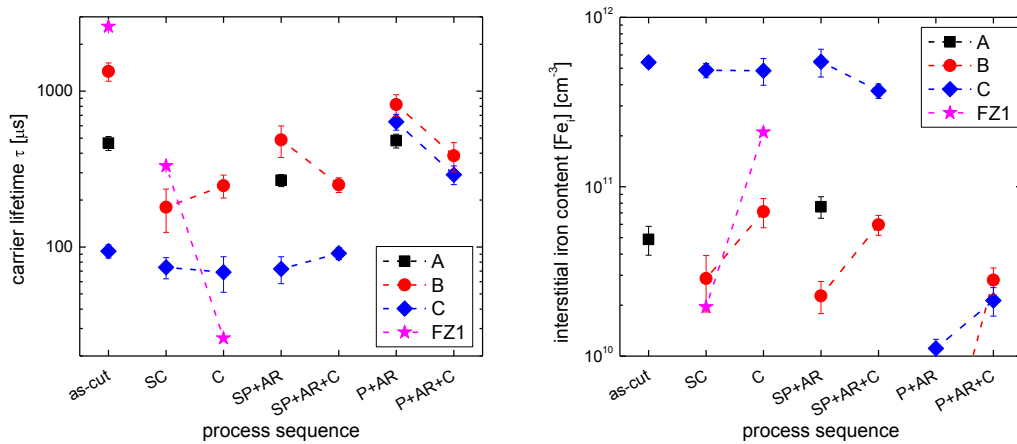 carrier lifetime τ [µs]
1000
100
A
B
C
FZ1
as-cut
SC
C
SP+AR
SP+AR+C
P+AR
P+AR+C
process sequence
interstitial iron content [Feᵢ] [cm⁻³]
10¹²
10¹¹
10¹⁰
A
B
C
FZ1
as-cut
SC
C
SP+AR
SP+AR+C
P+AR
P+AR+C
process sequence